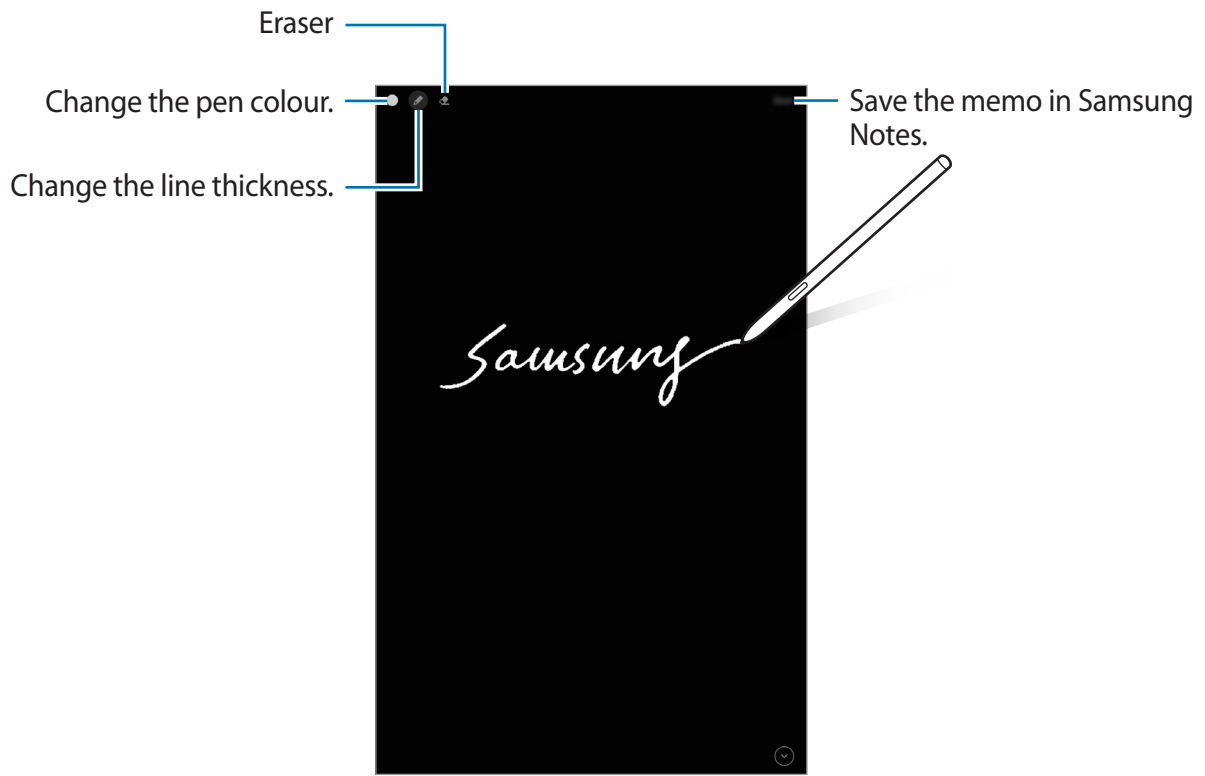 Eraser
Change the pen colour.
Save the memo in Samsung
Notes.
Change the line thickness.
Samsung